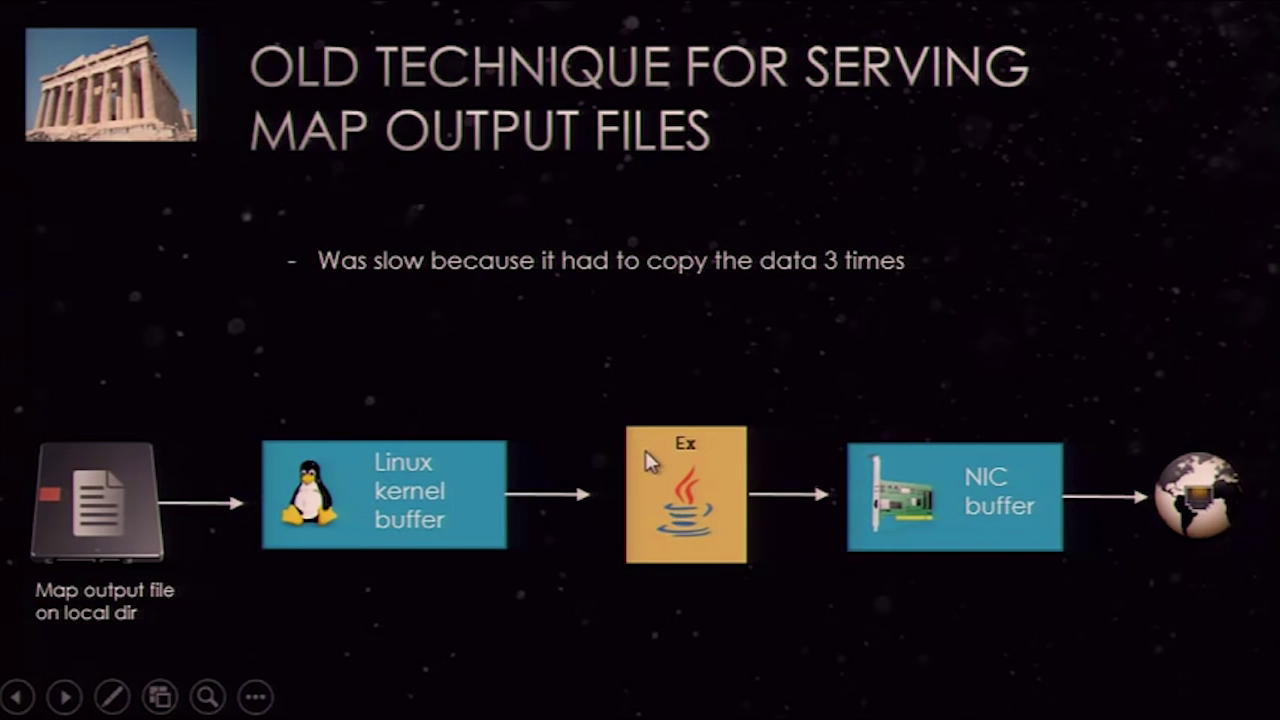 OLD TECHNIQUE FOR SERVING
MAP OUTPUT FILES
- Was slow because it had to copy the data 3 times
Ex
Linux
kernel
buffer
NIC
buffer
Map output file
on local dir